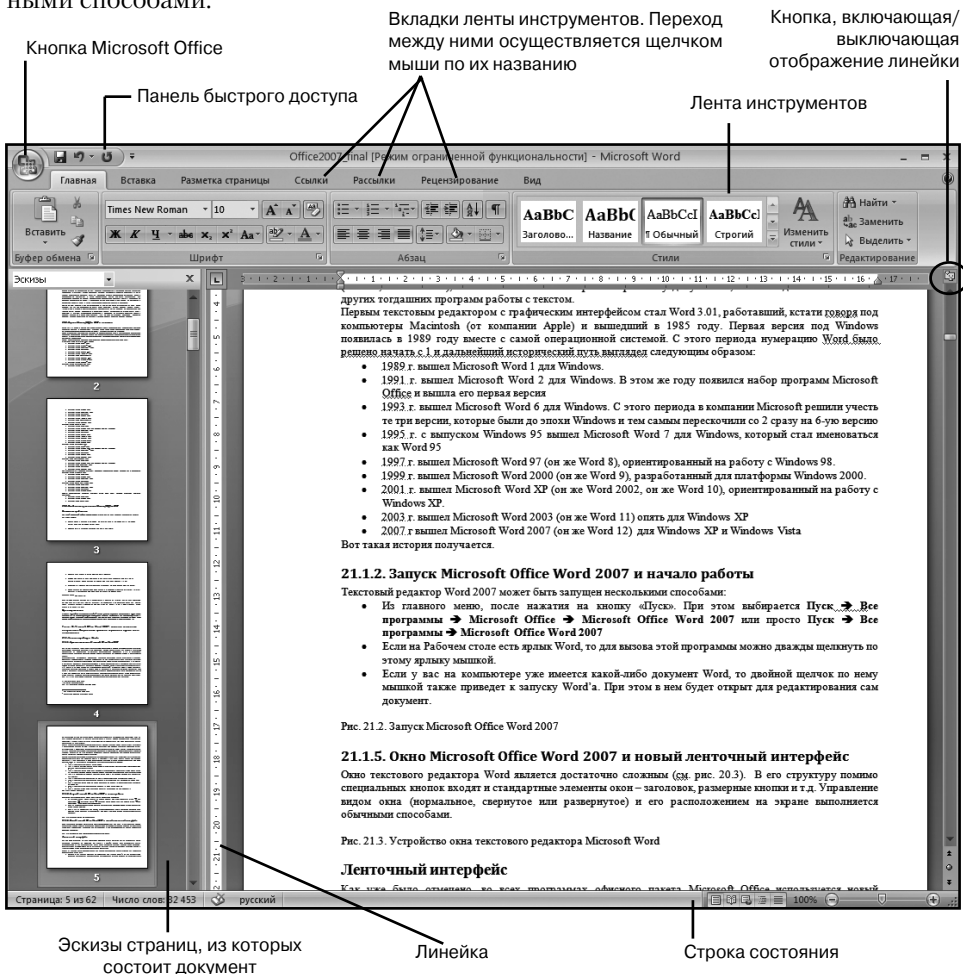 ными способами.
Кнопка Microsoft Office
Вкладки ленты инструментов. Переход
между ними осуществляется щелчком
мыши по их названию
Кнопка, включающая/
выключающая
отображение линейки
Панель быстрого доступа
Лента инструментов
Office2007_final [Режим ограниченной функциональности] - Microsoft Word
Главная Вставка Разметка страницы Ссылки Рассылки Рецензирование Вид
Times New Roman 10
Вставить
AaBbC AaBb( AaBbCcI AaBbCcI
Заголово... Название ¶ Обычный Строгий
Изменить
стили
Найти
Заменить
Выделить
Буфер обмена Шрифт Абзац Стили Редактирование
Эскизы
других тогдашних программ работы с текстом.
Первым текстовым редактором с графическим интерфейсом стал Word 3.01, работавший, кстати говоря под
компьютеры Macintosh (от компании Apple) и вышедший в 1985 году. Первая версия под Windows
появилась в 1989 году вместе с самой операционной системой. С этого периода нумерацию Word было
решено начать с 1 и дальнейший исторический путь выглядел следующим образом:
• 1989 г. вышел Microsoft Word 1 для Windows.
• 1991 г. вышел Microsoft Word 2 для Windows. В этом же году появился набор программ Microsoft
Office и вышла его первая версия
• 1993 г. вышел Microsoft Word 6 для Windows. С этого периода в компании Microsoft решили учесть
те три версии, которые были до эпохи Windows и тем самым перескочили со 2 сразу на 6-ую версию
• 1995 г. с выпуском Windows 95 вышел Microsoft Word 7 для Windows, который стал именоваться
как Word 95
• 1997 г. вышел Microsoft Word 97 (он же Word 8), ориентированный на работу с Windows 98.
• 1999 г. вышел Microsoft Word 2000 (он же Word 9), разработанный для платформы Windows 2000.
• 2001 г. вышел Microsoft Word XP (он же Word 2002, он же Word 10), ориентированный на работу с
Windows XP.
• 2003 г. вышел Microsoft Word 2003 (он же Word 11) опять для Windows XP
• 2007 г вышел Microsoft Word 2007 (он же Word 12) для Windows XP и Windows Vista
Вот такая история получается.
21.1.2. Запуск Microsoft Office Word 2007 и начало работы
Текстовый редактор Word 2007 может быть запущен несколькими способами:
• Из главного меню, после нажатия на кнопку «Пуск». При этом выбирается Пуск ➔ Все
программы ➔ Microsoft Office ➔ Microsoft Office Word 2007 или просто Пуск ➔ Все
программы ➔ Microsoft Office Word 2007
• Если на Рабочем столе есть ярлык Word, то для вызова этой программы можно дважды щелкнуть по
этому ярлыку мышкой.
• Если у вас на компьютере уже имеется какой-либо документ Word, то двойной щелчок по нему
мышкой также приведет к запуску Word'а. При этом в нем будет открыт для редактирования сам
документ.
Рис. 21.2. Запуск Microsoft Office Word 2007
21.1.5. Окно Microsoft Office Word 2007 и новый ленточный интерфейс
Окно текстового редактора Word является достаточно сложным (см. рис. 20.3). В его структуру помимо
специальных кнопок входят и стандартные элементы окон – заголовок, размерные кнопки и т.д. Управление
видом окна (нормальное, свернутое или развернутое) и его расположением на экране выполняется
обычными способами.
Рис. 21.3. Устройство окна текстового редактора Microsoft Word
Ленточный интерфейс
Как уже было отмечено, во всех программах офисного пакета Microsoft Office используется новый
2
3
4
5
Страница: 5 из 62 Число слов: 32 453 русский 100%
Эскизы страниц, из которых
состоит документ
Линейка
Строка состояния